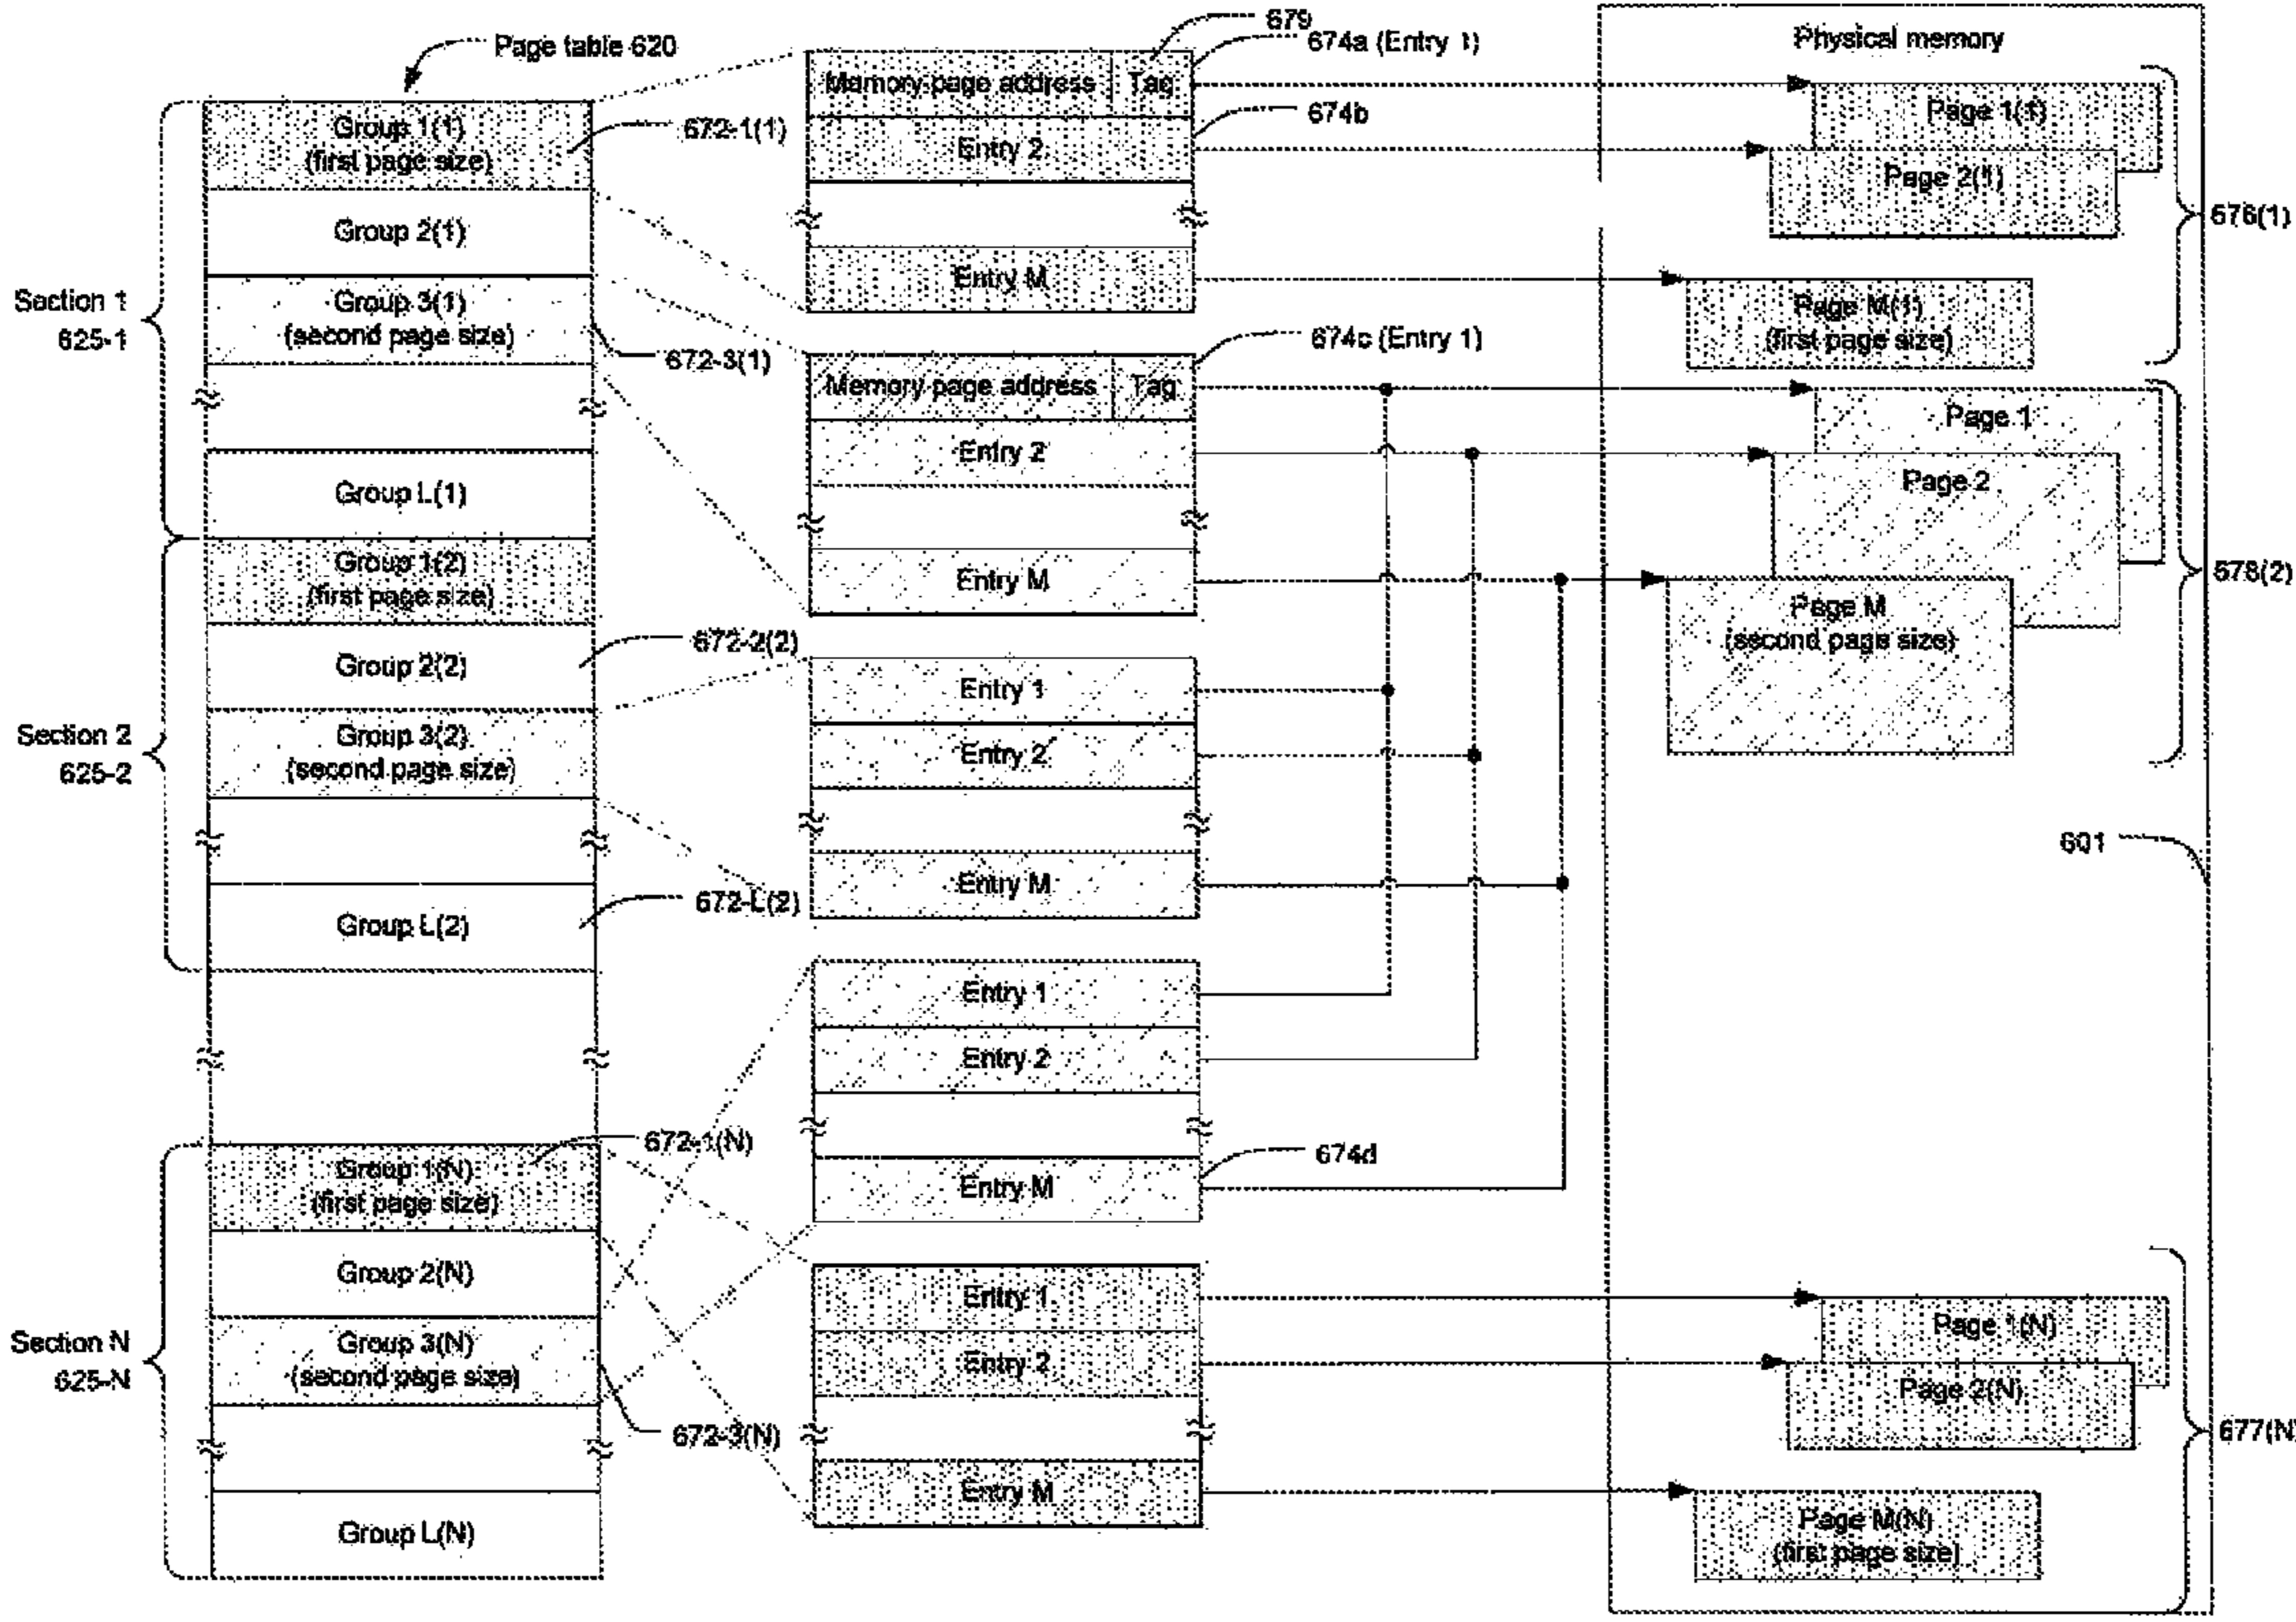 Page table 620
Group 1(1)
(first page size)
672-1(1)
Group 2(1)
Section 1
625-1
Group 3(1)
(second page size)
672-3(1)
Group L(1)
Group 1(2)
(first page size)
672-2(2)
Group 2(2)
Section 2
625-2
Group 3(2)
(second page size)
672-L(2)
Group L(2)
672-1(N)
Group 1(N)
(first page size)
Group 2(N)
Section N
625-N
Group 3(N)
(second page size)
672-3(N)
Group L(N)
679
674a (Entry 1)
Memory page address Tag
674b
Entry 2
Entry M
674c (Entry 1)
Memory page address Tag
Entry 2
Entry M
Entry 1
Entry 2
Entry M
Entry 1
Entry 2
674d
Entry M
Entry 1
Entry 2
Entry M
Physical memory
Page 1(1)
Page 2(1)
676(1)
Page M(1)
(first page size)
Page 1
Page 2
678(2)
Page M
(second page size)
601
Page 1(N)
Page 2(N)
677(N)
Page M(N)
(first page size)